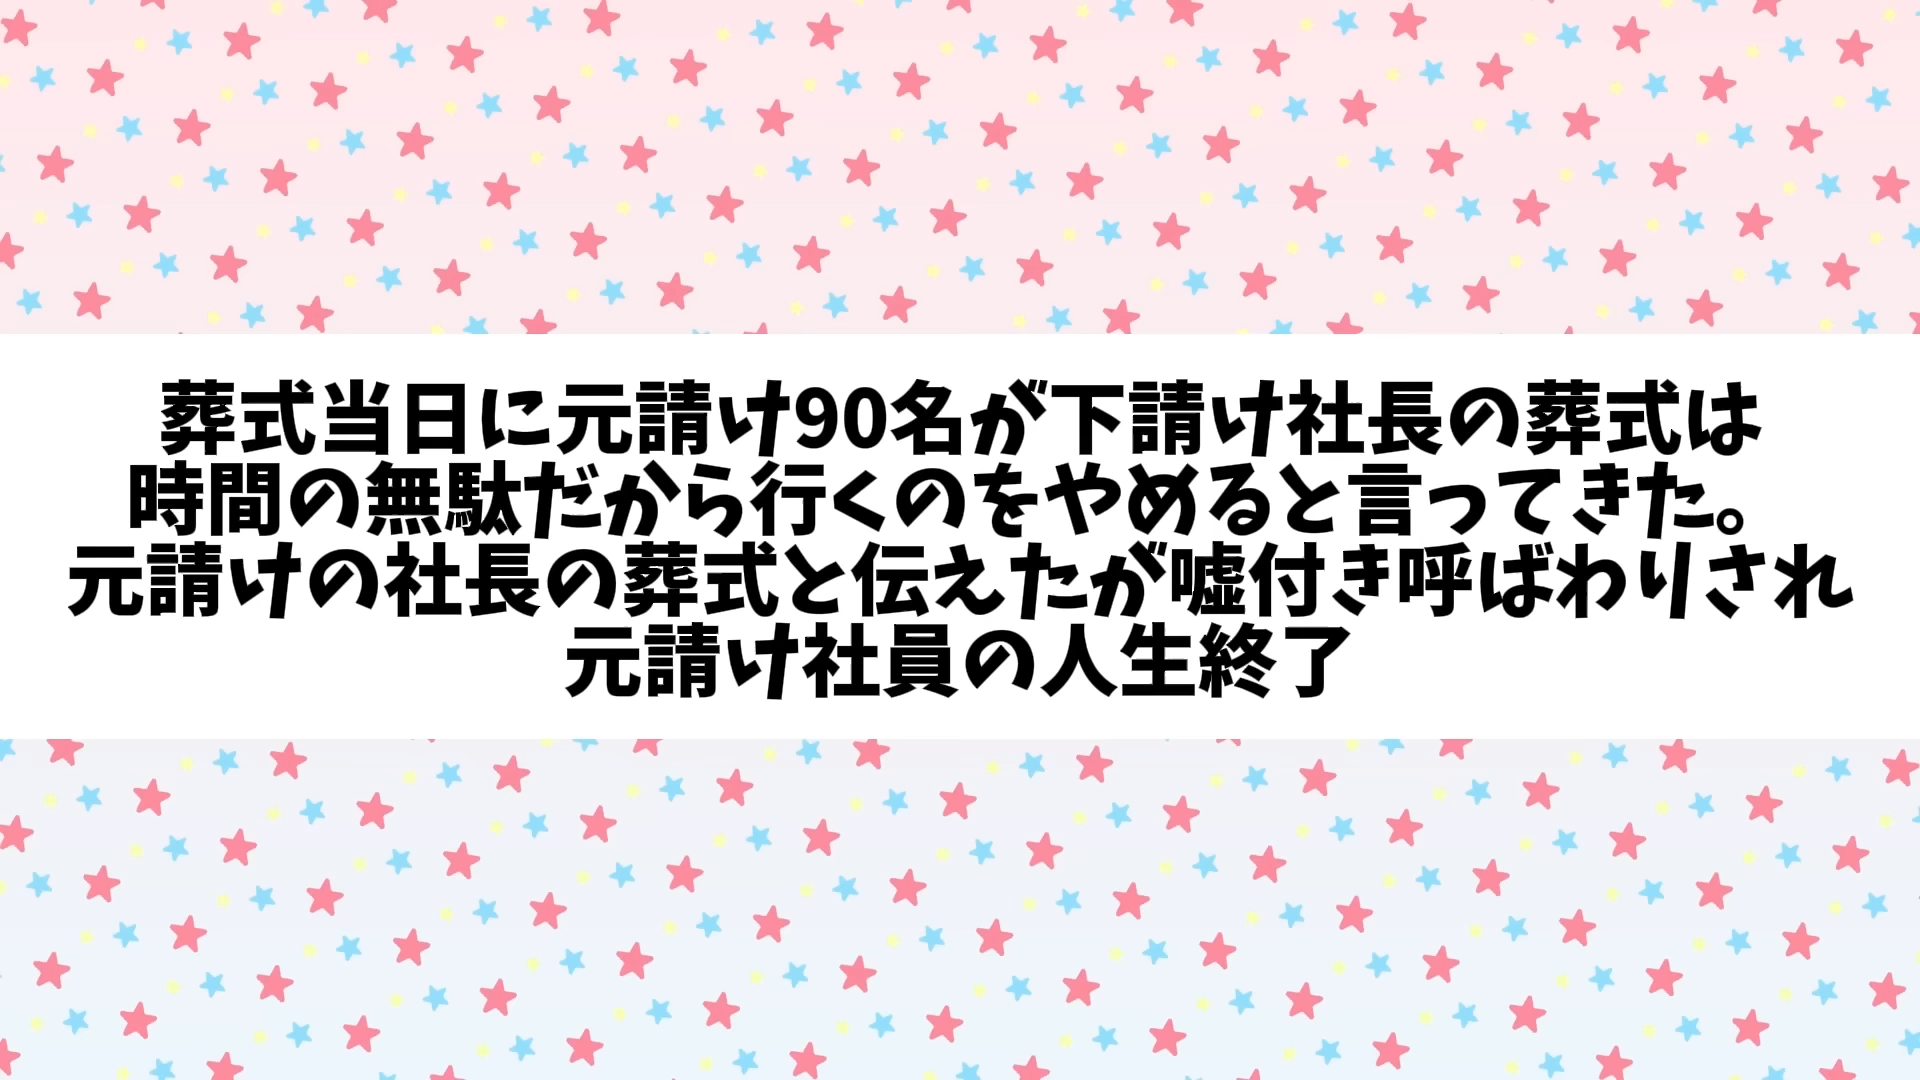 葬式当日に元請け90名が下請け社長の葬式は
時間の無駄だから行くのをやめると言ってきた。
元請けの社長の葬式と伝えたが嘘付き呼ばわりされ
元請け社員の人生終了